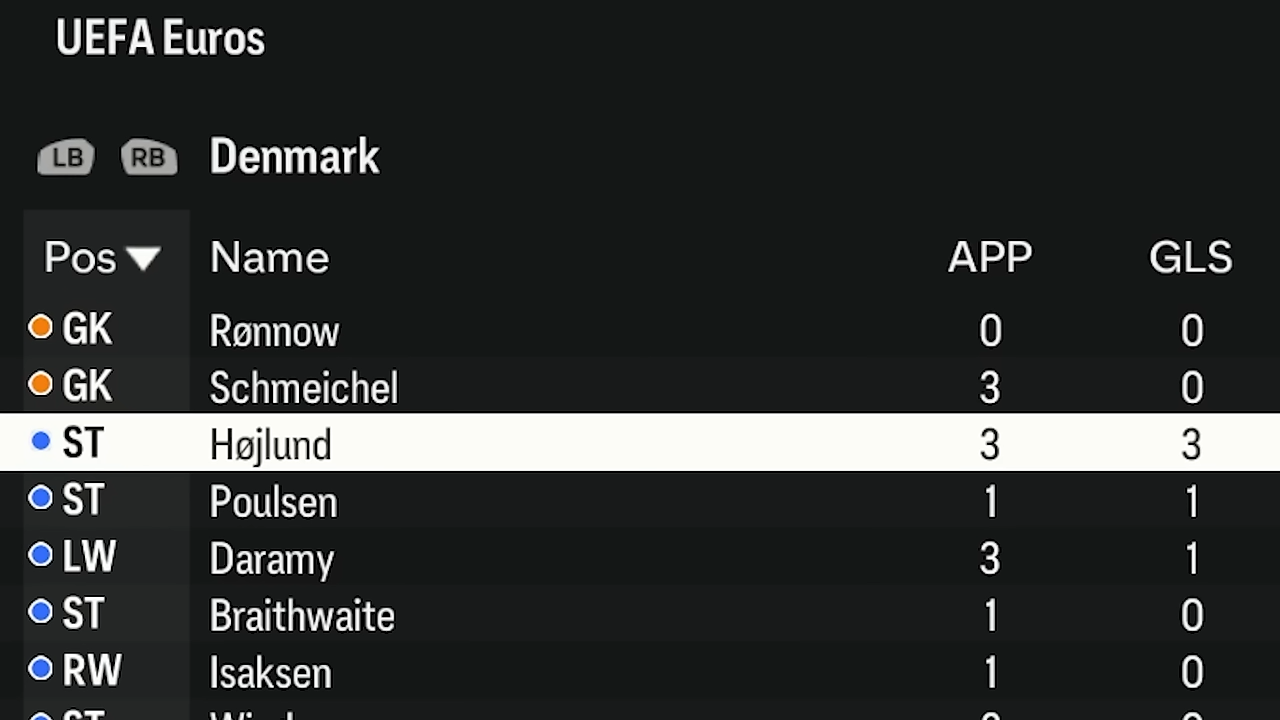 UEFA Euros
LB RB Denmark
Pos Name APP GLS
GK Rønnow 0 0
GK Schmeichel 3 0
ST Højlund 3 3
ST Poulsen 1 1
LW Daramy 3 1
ST Braithwaite 1 0
RW Isaksen 1 0
ST